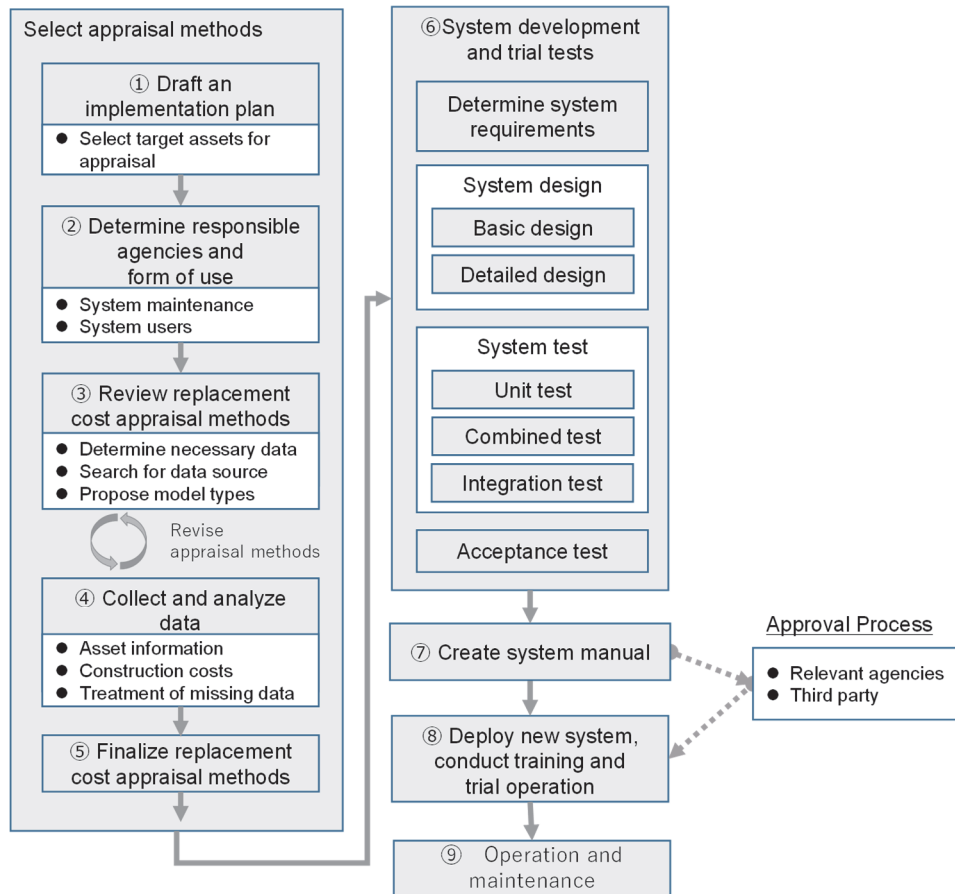 Select appraisal methods
① Draft an
implementation plan
● Select target assets for
appraisal
② Determine responsible
agencies and
form of use
● System maintenance
● System users
③ Review replacement
cost appraisal methods
● Determine necessary data
● Search for data source
● Propose model types
Revise
appraisal methods
④ Collect and analyze
data
● Asset information
● Construction costs
● Treatment of missing data
⑤ Finalize replacement
cost appraisal methods
⑥System development
and trial tests
Determine system
requirements
System design
Basic design
Detailed design
System test
Unit test
Combined test
Integration test
Acceptance test
⑦ Create system manual
Approval Process
● Relevant agencies
● Third party
⑧ Deploy new system,
conduct training and
trial operation
⑨ Operation and
maintenance